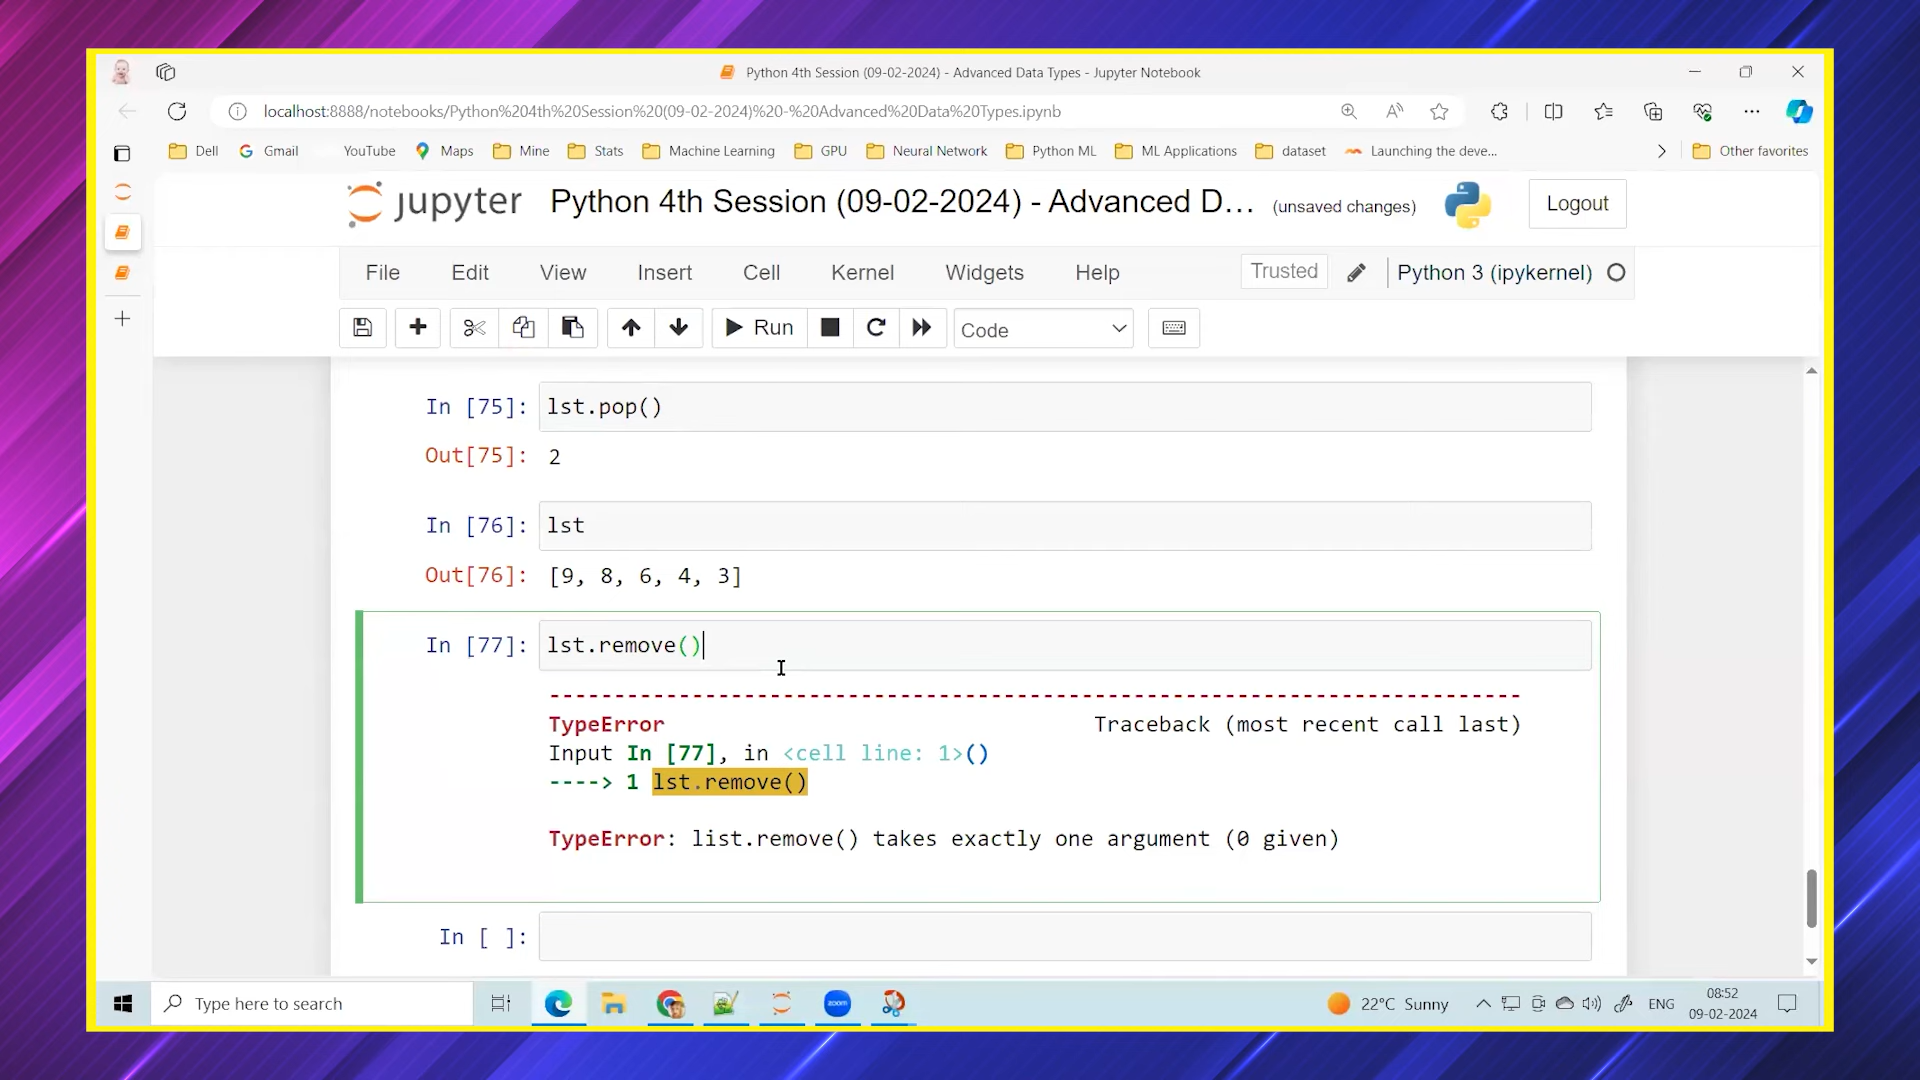 Python 4th Session (09-02-2024) - Advanced Data Types - Jupyter Notebook
localhost:8888/notebooks/Python%204th%20Session%20(09-02-2024)%20-%20Advanced%20Data%20Types.ipynb
Dell Gmail YouTube Maps Mine Stats Machine Learning GPU Neural Network Python ML ML Applications dataset Launching the deve... Other favorites
jupyter Python 4th Session (09-02-2024) - Advanced D... (unsaved changes) Logout
File Edit View Insert Cell Kernel Widgets Help Trusted Python 3 (ipykernel)
Run Code
In [75]: lst.pop()
Out[75]: 2
In [76]: lst
Out[76]: [9, 8, 6, 4, 3]
In [77]: lst.remove()
---------------------------------------------------------------------------
TypeError Traceback (most recent call last)
Input In [77], in <cell line: 1>()
----> 1 lst.remove()
TypeError: list.remove() takes exactly one argument (0 given)
In [ ]:
Type here to search zoom 22°C Sunny ENG 08:52
09-02-2024